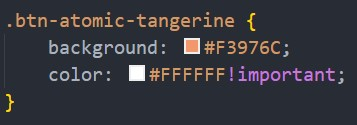 .btn-atomic-tangerine {
    background: #F3976C;
    color: #FFFFFF!important;
}